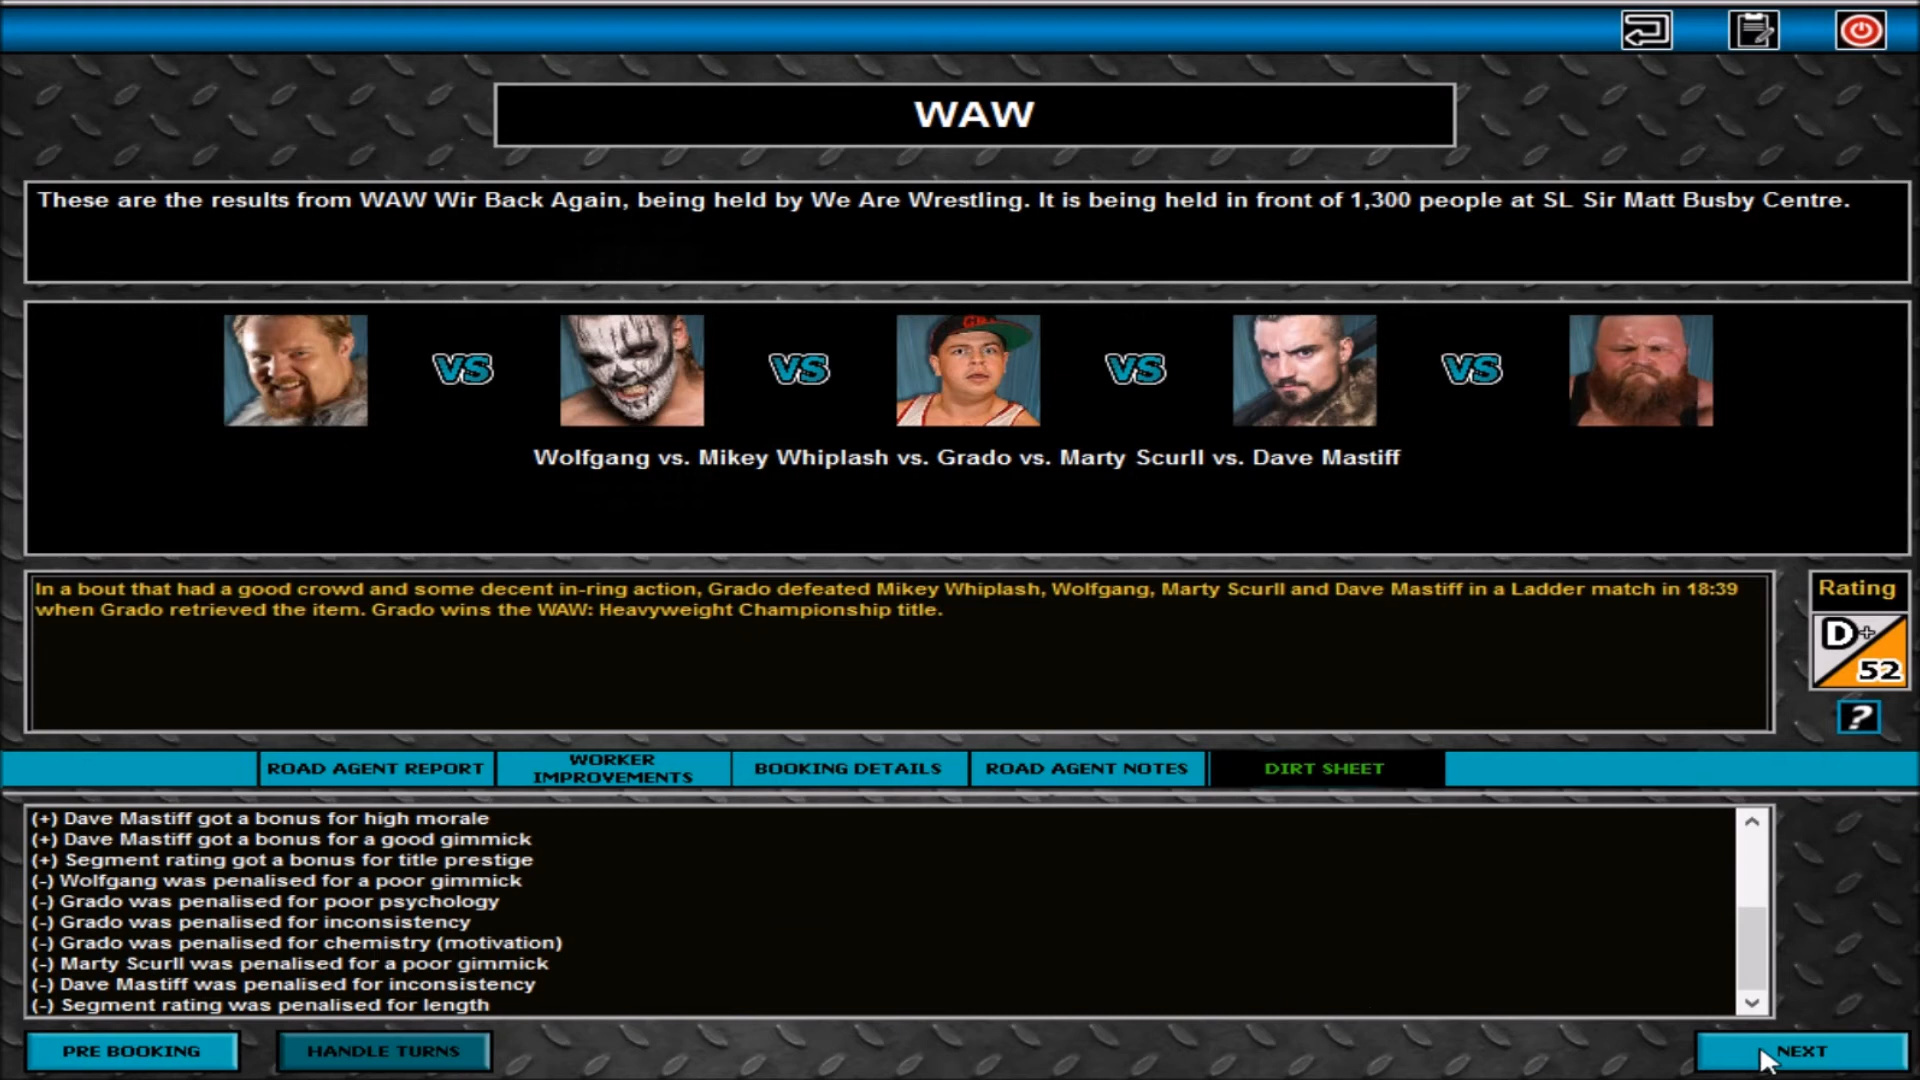 WAW
These are the results from WAW Wir Back Again, being held by We Are Wrestling. It is being held in front of 1,300 people at SL Sir Matt Busby Centre.
VS VS VS VS
Wolfgang vs. Mikey Whiplash vs. Grado vs. Marty Scurll vs. Dave Mastiff
In a bout that had a good crowd and some decent in-ring action, Grado defeated Mikey Whiplash, Wolfgang, Marty Scurll and Dave Mastiff in a Ladder match in 18:39
when Grado retrieved the item. Grado wins the WAW: Heavyweight Championship title.
Rating
D+
52
?
ROAD AGENT REPORT
WORKER
IMPROVEMENTS
BOOKING DETAILS
ROAD AGENT NOTES
DIRT SHEET
(+) Dave Mastiff got a bonus for high morale
(+) Dave Mastiff got a bonus for a good gimmick
(+) Segment rating got a bonus for title prestige
(-) Wolfgang was penalised for a poor gimmick
(-) Grado was penalised for poor psychology
(-) Grado was penalised for inconsistency
(-) Grado was penalised for chemistry (motivation)
(-) Marty Scurll was penalised for a poor gimmick
(-) Dave Mastiff was penalised for inconsistency
(-) Segment rating was penalised for length
PRE BOOKING
HANDLE TURNS
NEXT